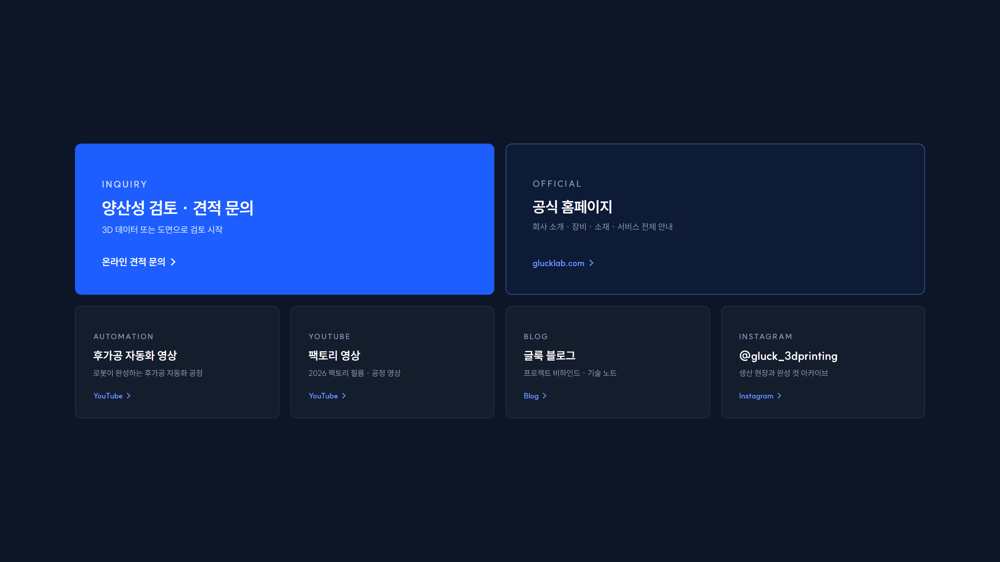 INQUIRY
양산성 검토 · 견적 문의
3D 데이터 또는 도면으로 검토 시작
온라인 견적 문의
OFFICIAL
공식 홈페이지
회사 소개 · 장비 · 소재 · 서비스 전체 안내
glucklab.com
AUTOMATION
후가공 자동화 영상
로봇이 완성하는 후가공 자동화 공정
YouTube
YOUTUBE
팩토리 영상
2026 팩토리 필름 · 공정 영상
YouTube
BLOG
글룩 블로그
프로젝트 비하인드 · 기술 노트
Blog
INSTAGRAM
@gluck_3dprinting
생산 현장과 완성 컷 아카이브
Instagram